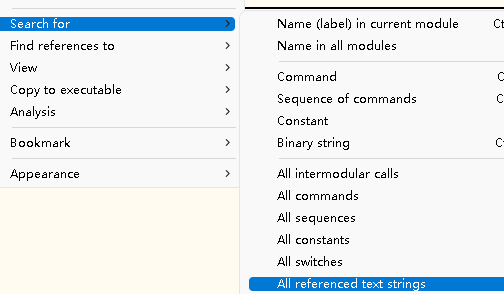 Search for
Find references to
View
Copy to executable
Analysis
Bookmark
Appearance
Name (label) in current module
Name in all modules
Command
Sequence of commands
Constant
Binary string
All intermodular calls
All commands
All sequences
All constants
All switches
All referenced text strings